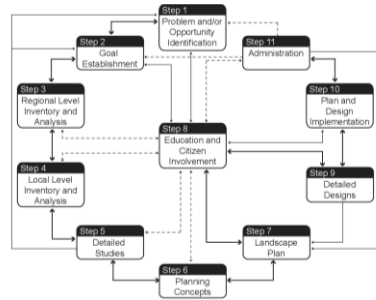 Step 1
Problem and/or
Opportunity
Identification
Step 2
Goal
Establishment
Step 11
Administration
Step 3
Regional Level
Inventory and
Analysis
Step 10
Plan and
Design
Implementation
Step 8
Education and
Citizen
Involvement
Step 4
Local Level
Inventory and
Analysis
Step 9
Detailed
Designs
Step 5
Detailed
Studies
Step 7
Landscape
Plan
Step 6
Planning
Concepts